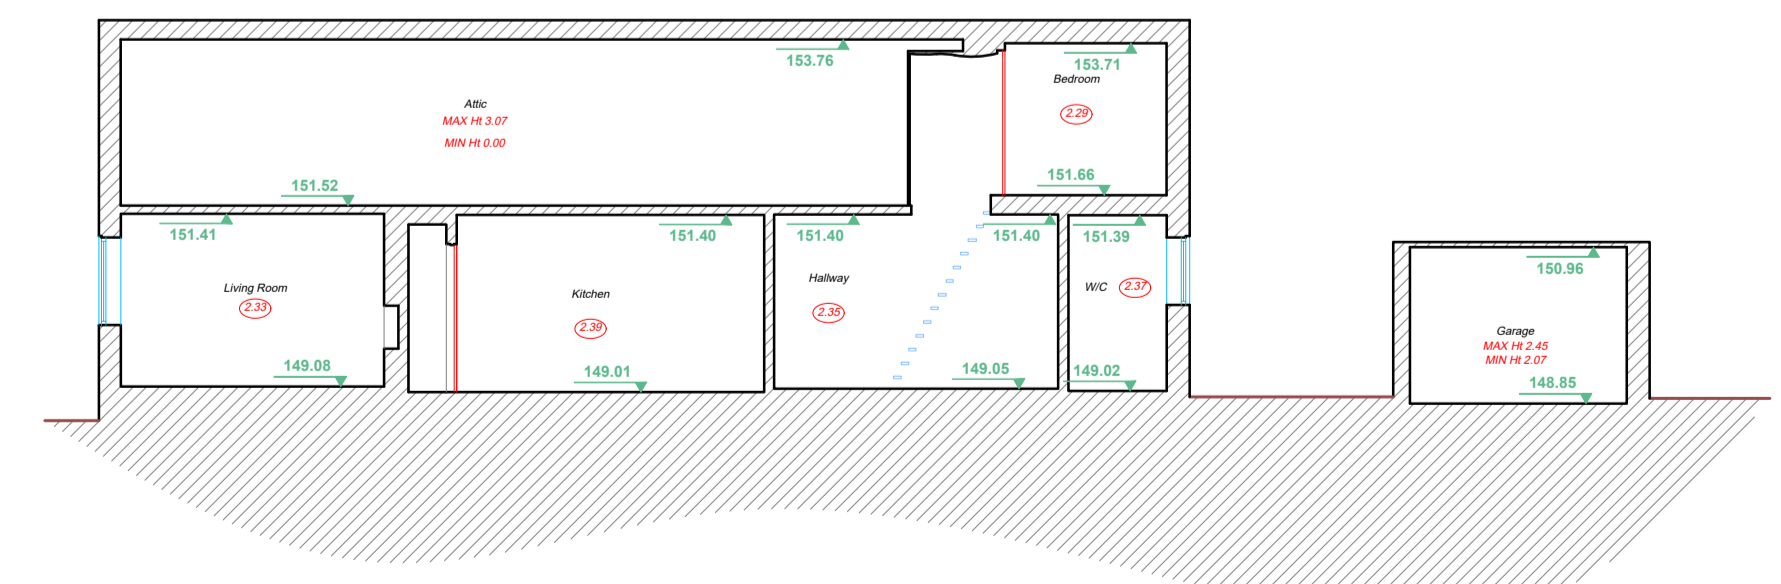 153.76
153.71
Bedroom
Attic
MAX Ht 3.07
2.29
MIN Ht 0.00
151.52
151.66
151.41
151.40
151.40
151.40
151.39
150.96
Living Room
2.33
Kitchen
2.39
Hallway
2.35
W/C
2.37
Garage
MAX Ht 2.45
MIN Ht 2.07
149.08
149.01
149.05
149.02
148.85